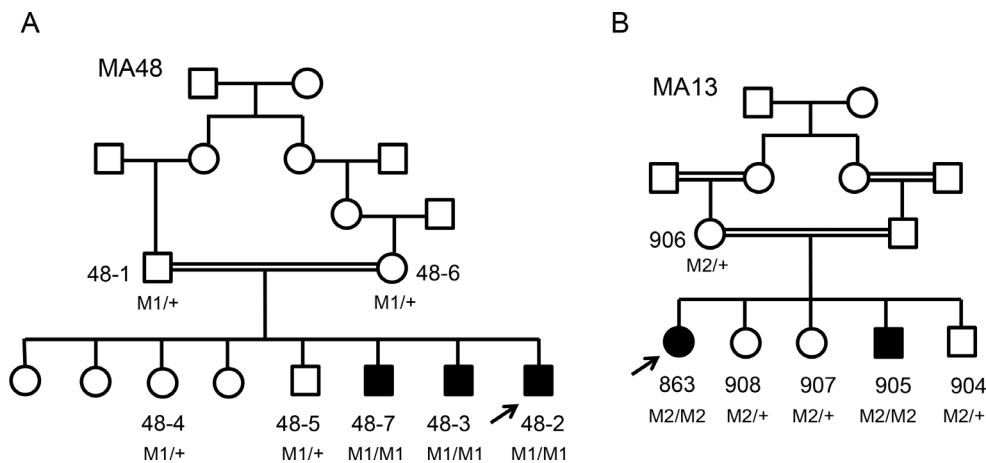 A
MA48
48-1
M1/+
48-6
M1/+
48-4
M1/+
48-5
M1/+
48-7
M1/M1
48-3
M1/M1
48-2
M1/M1
B
MA13
906
M2/+
863
M2/M2
908
M2/+
907
M2/+
905
M2/M2
904
M2/+